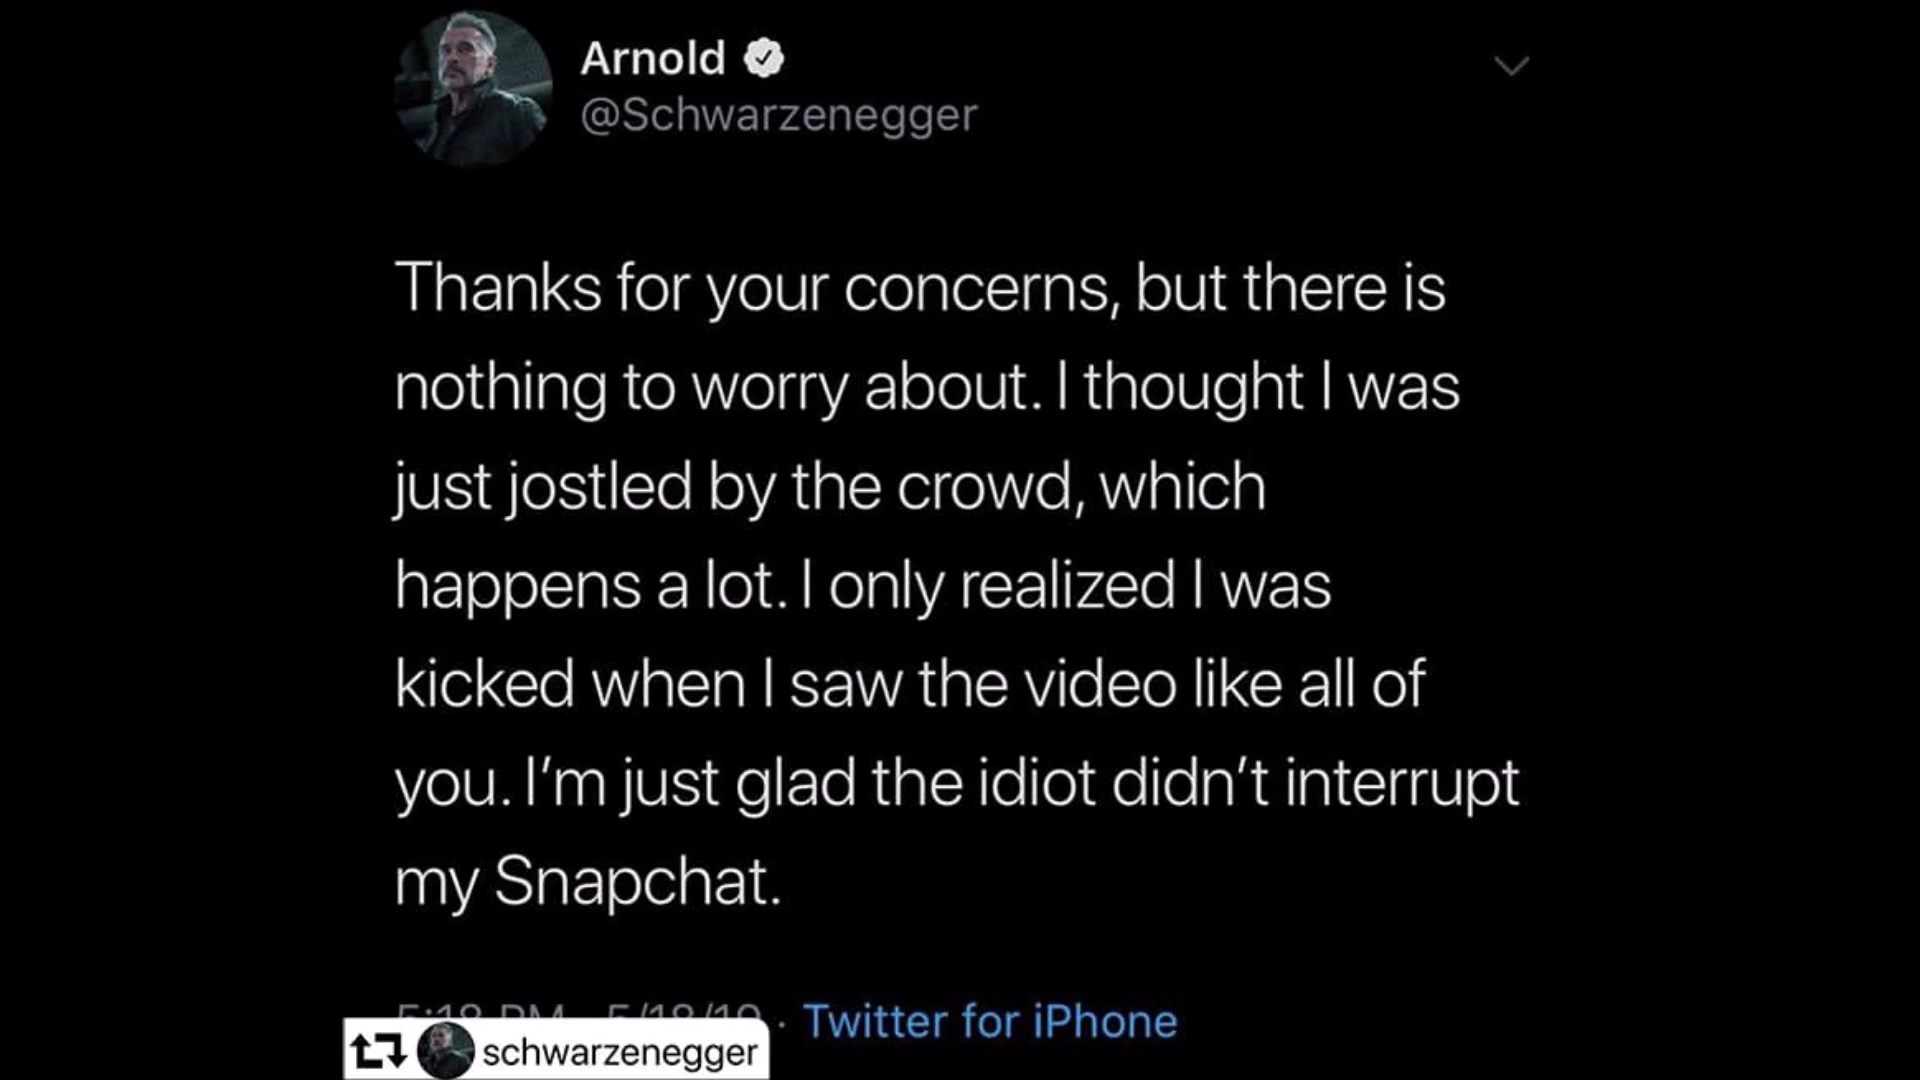 Arnold
@Schwarzenegger
Thanks for your concerns, but there is
nothing to worry about. I thought I was
just jostled by the crowd, which
happens a lot. I only realized I was
kicked when I saw the video like all of
you. I’m just glad the idiot didn’t interrupt
my Snapchat.
· Twitter for iPhone
schwarzenegger